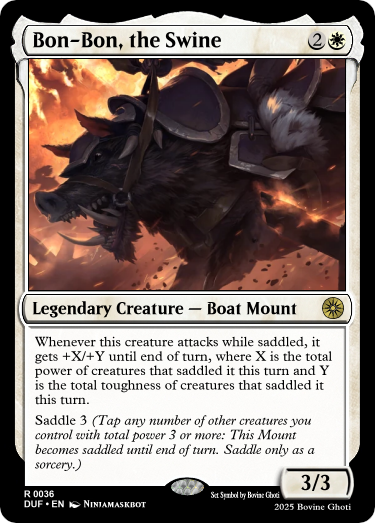 Bon-Bon, the Swine 2
Legendary Creature — Boat Mount
Whenever this creature attacks while saddled, it
gets +X/+Y until end of turn, where X is the total
power of creatures that saddled it this turn and Y
is the total toughness of creatures that saddled it
this turn.
Saddle 3 (Tap any number of other creatures you
control with total power 3 or more: This Mount
becomes saddled until end of turn. Saddle only as
a sorcery.)
3/3
R 0036
DUF • EN Ninjamaskbot
Set Symbol by Bovine Ghoti
2025 Bovine Ghoti